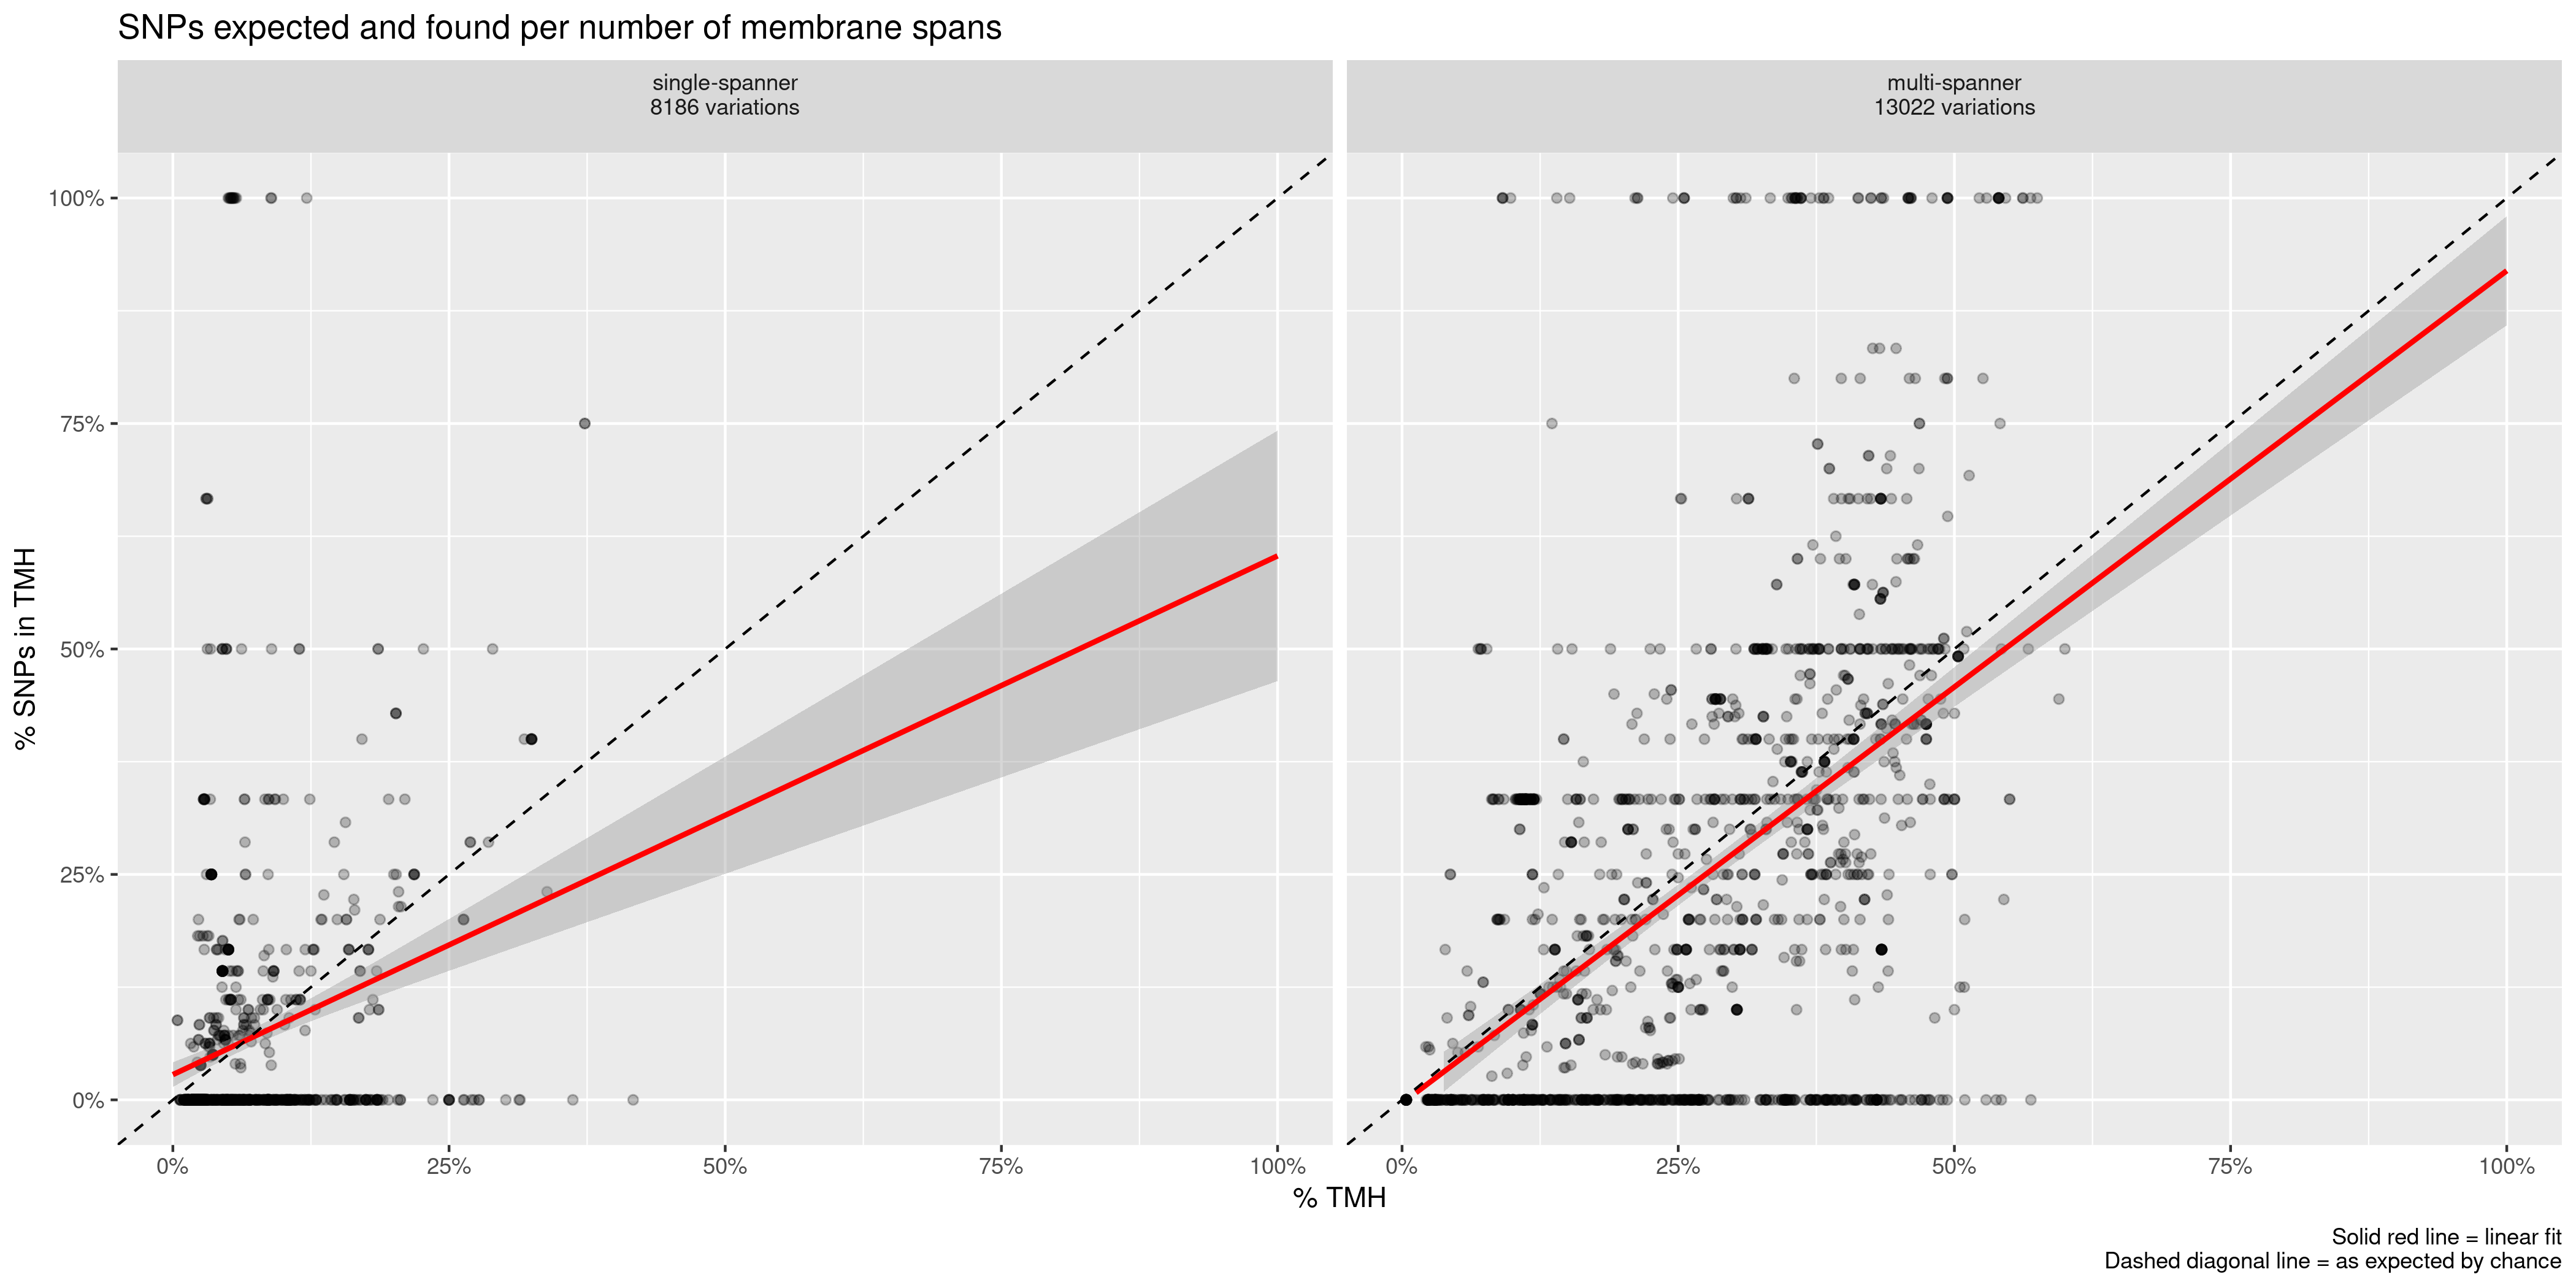 SNPs expected and found per number of membrane spans
single-spanner
8186 variations
multi-spanner
13022 variations
% SNPs in TMH
100%
75%
50%
25%
0%
0%
25%
50%
75%
100%
0%
25%
50%
75%
100%
% TMH
Solid red line = linear fit
Dashed diagonal line = as expected by chance